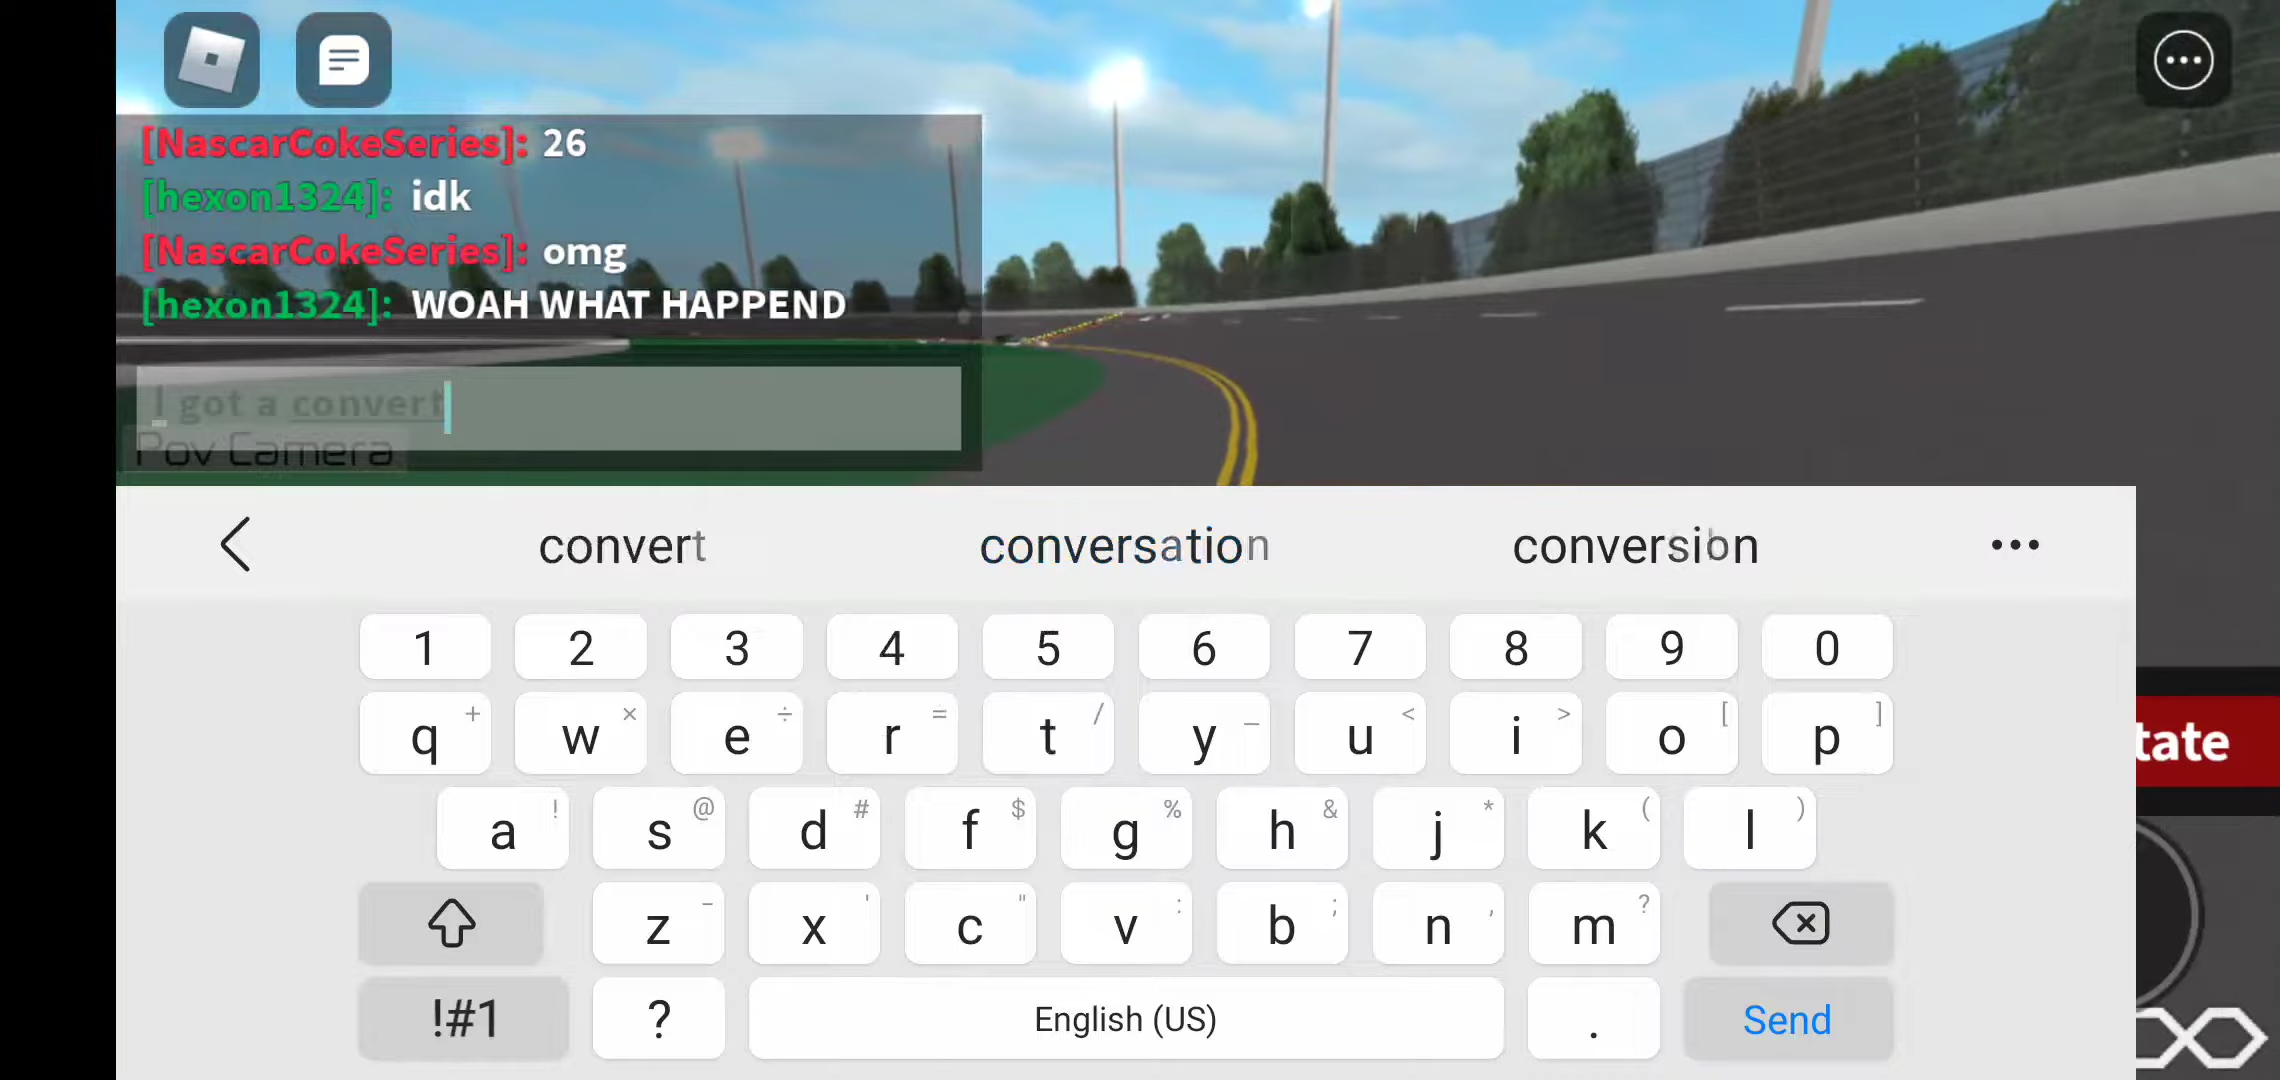 [NascarCokeSeries]: 26
[hexon1324]: idk
[NascarCokeSeries]: omg
[hexon1324]: WOAH WHAT HAPPEND
I got a convert
Pov Camera
convert conversation conversion
1 2 3 4 5 6 7 8 9 0
q + w × e ÷ r = t / y _ u < i > o [ p ]
tate
a ! s @ d # f $ g % h & j * k ( l )
z - x ' c " v : b ; n , m ?
!#1 ? English (US) . Send